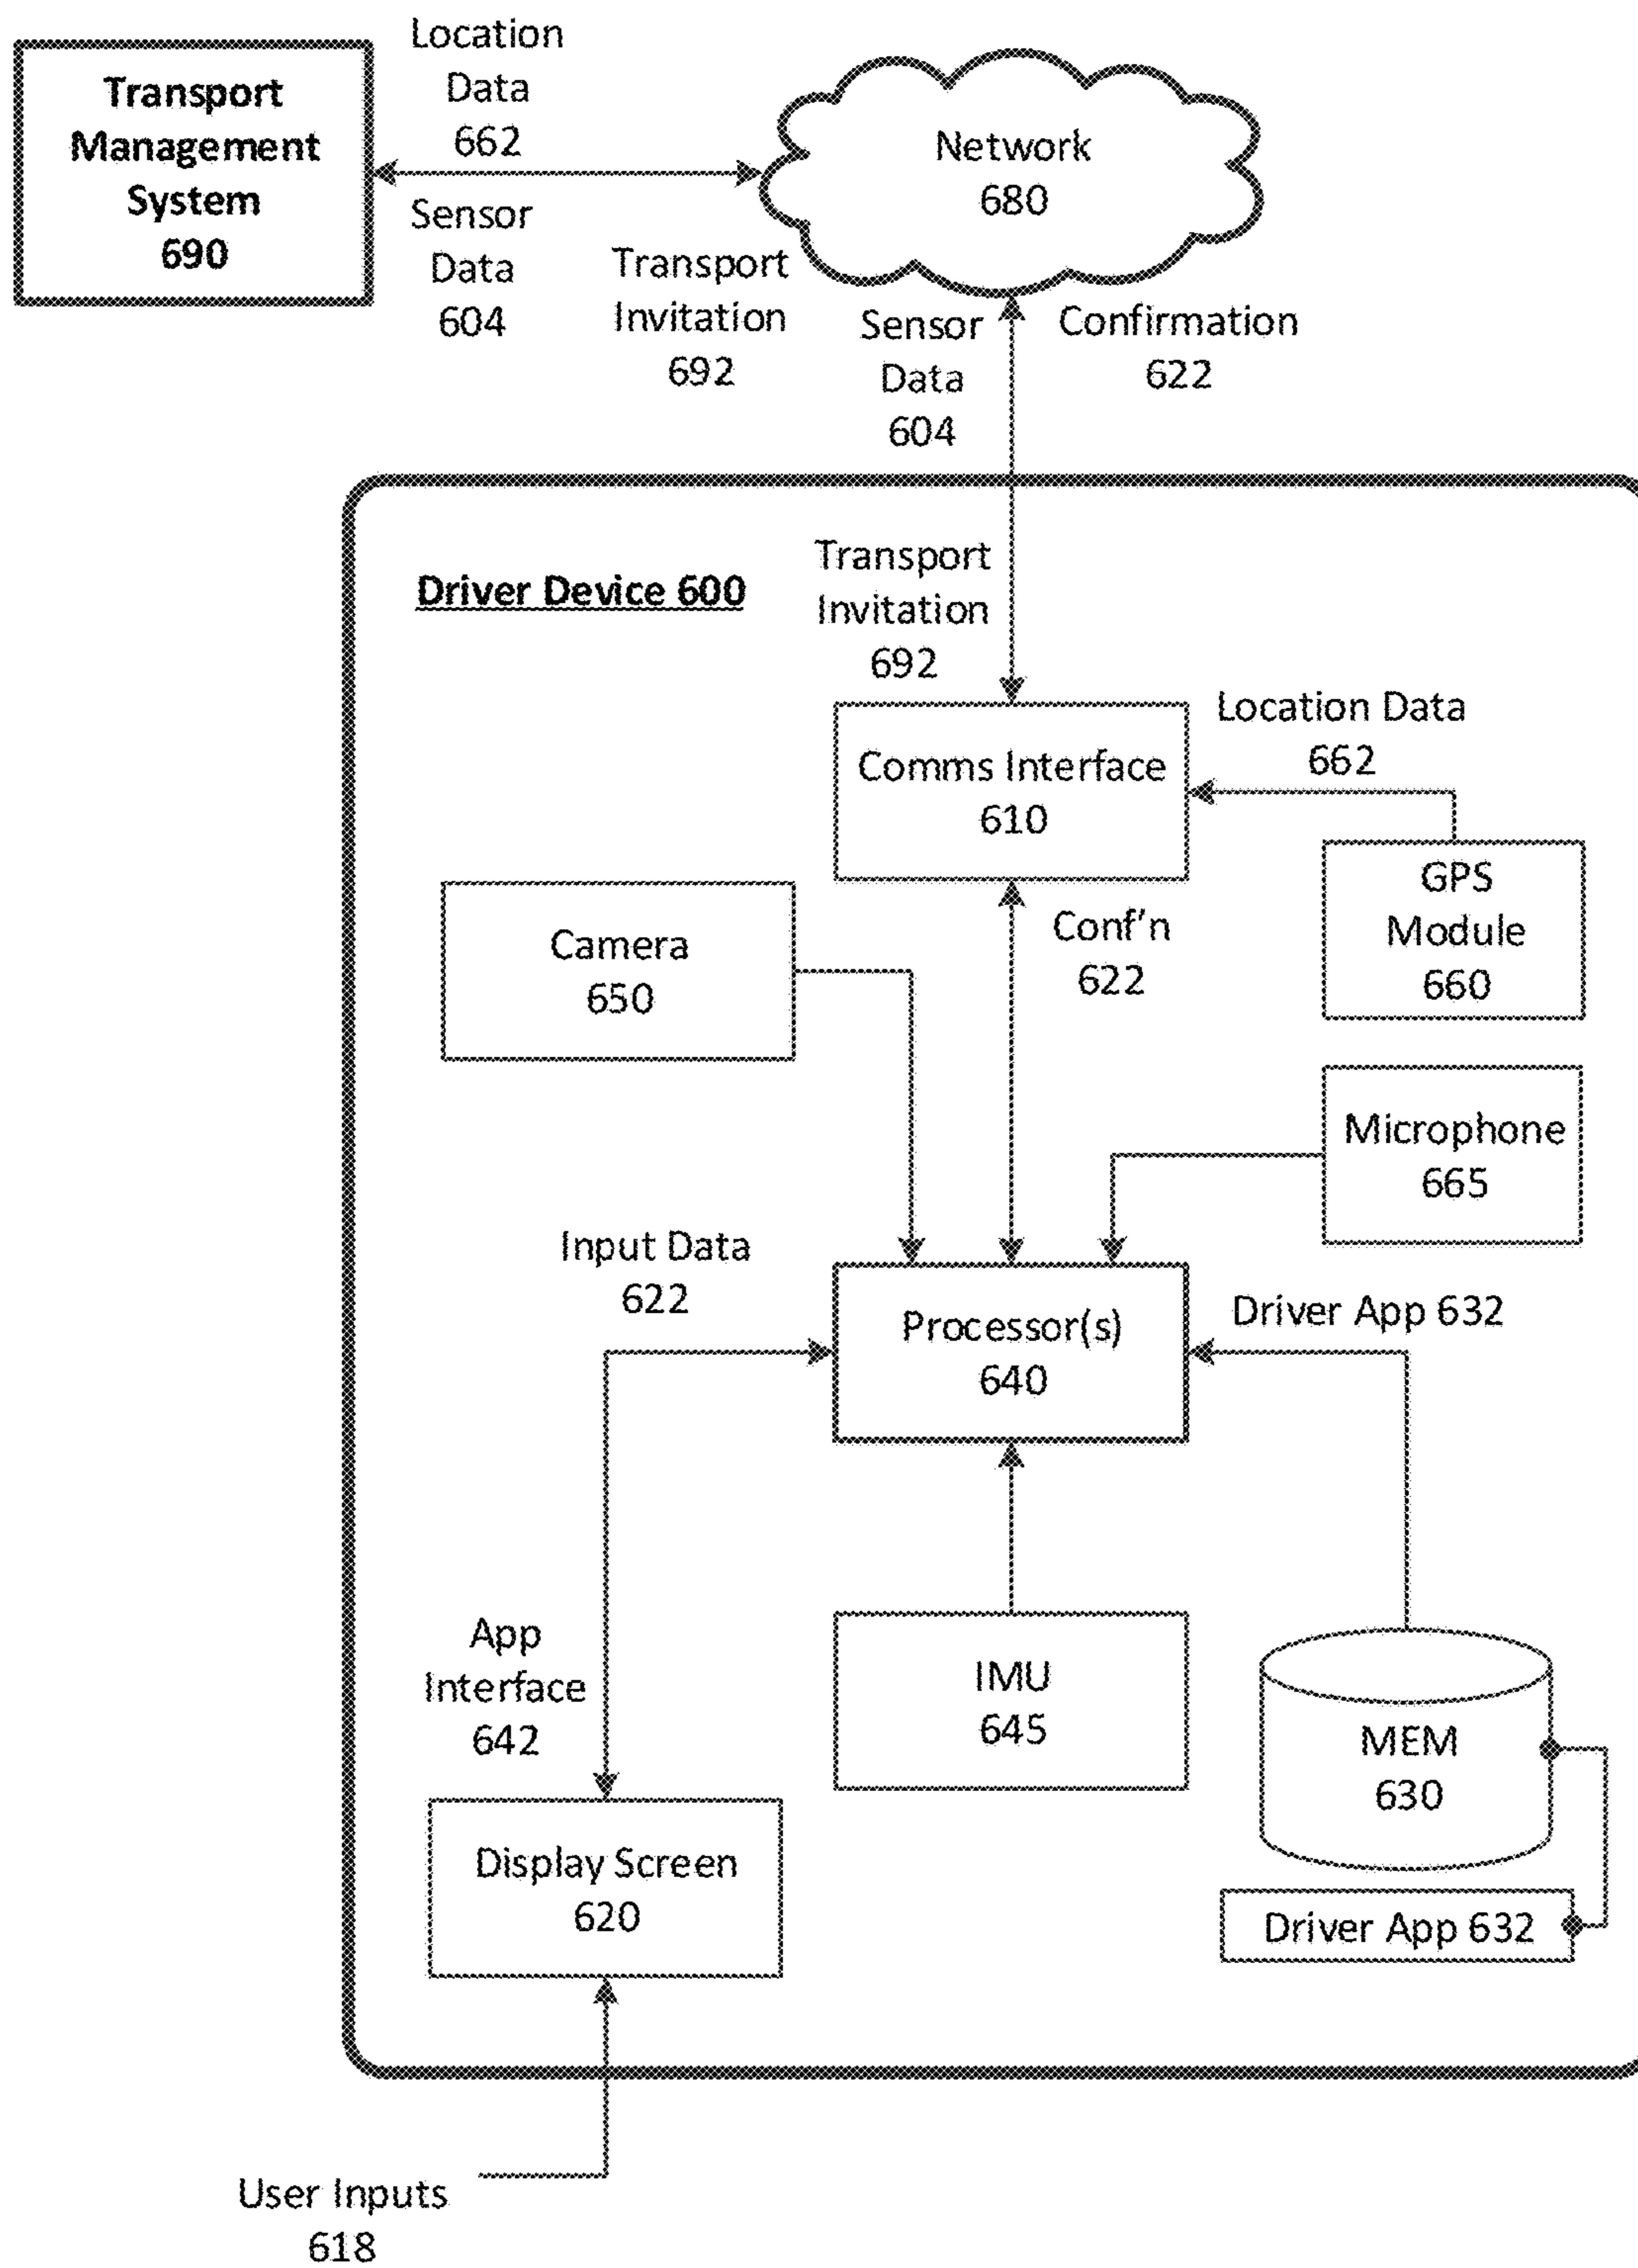 Transport
Management
System
690
Location
Data
662
Sensor
Data
604
Transport
Invitation
692
Network
680
Sensor
Data
604
Confirmation
622
Driver Device 600
Transport
Invitation
692
Comms Interface
610
Location Data
662
GPS
Module
660
Camera
650
Conf'n
622
Microphone
665
Input Data
622
Processor(s)
640
Driver App 632
App
Interface
642
IMU
645
MEM
630
Display Screen
620
Driver App 632
User Inputs
618